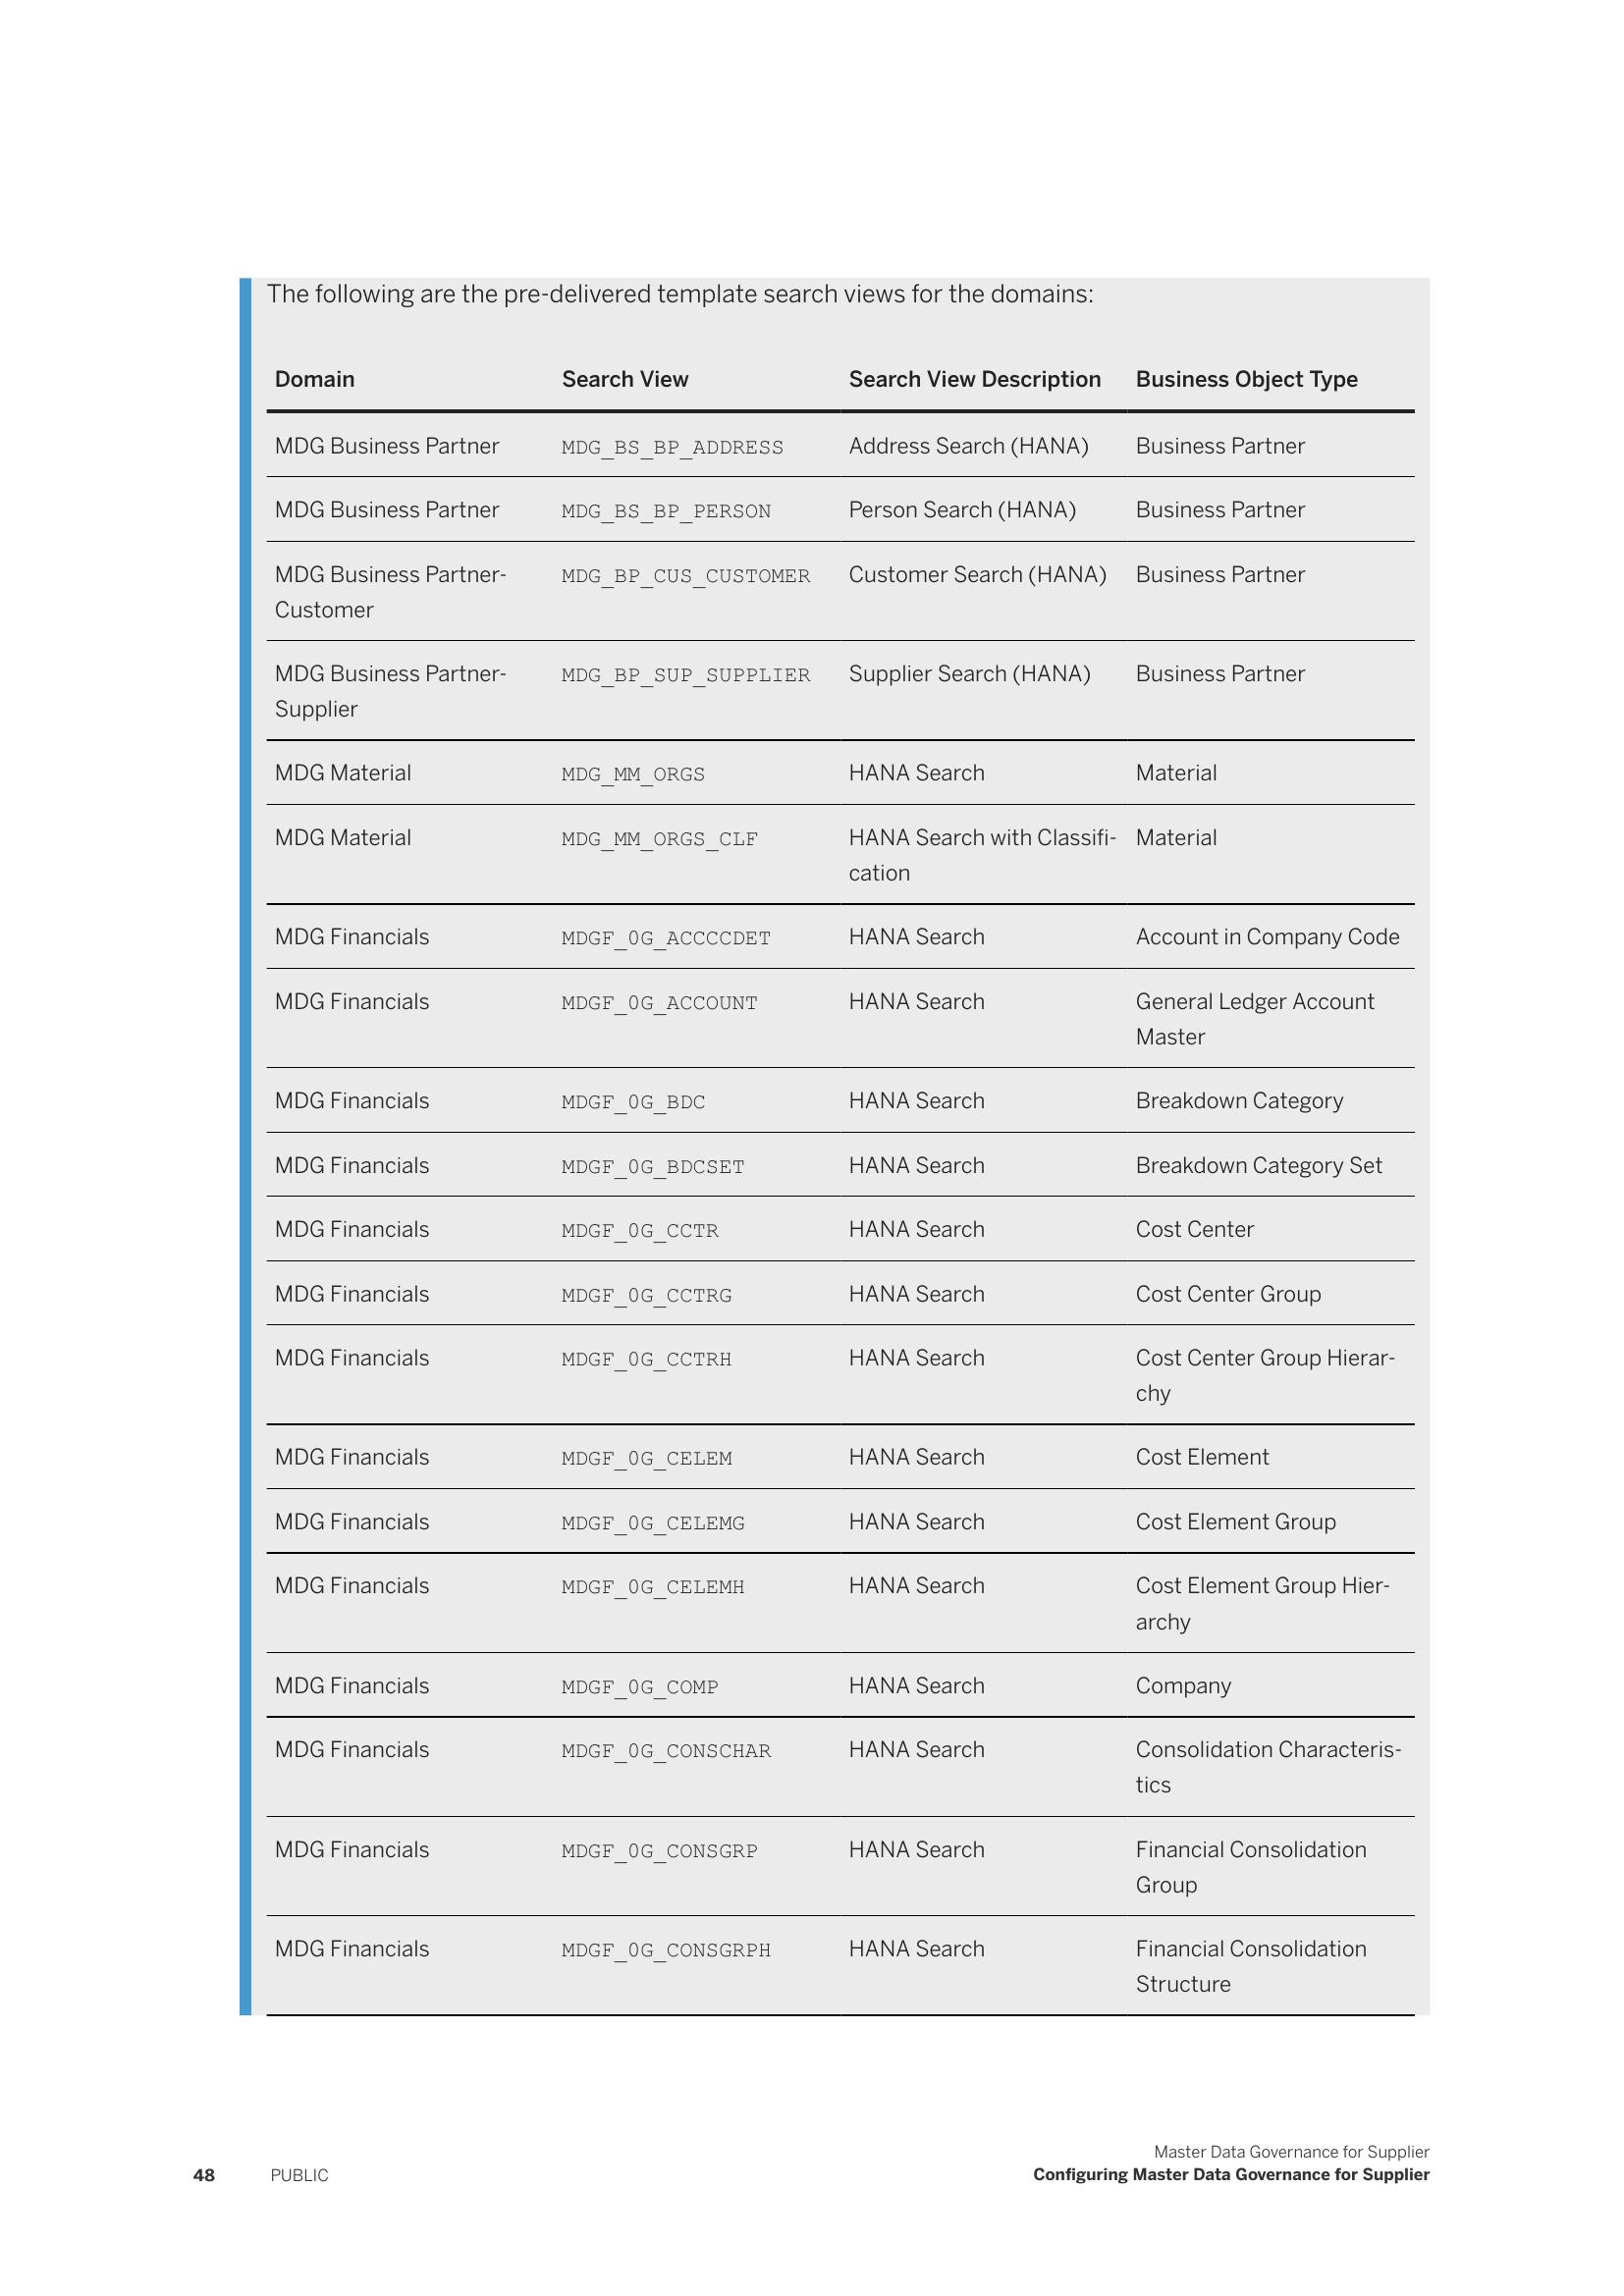 The following are the pre-delivered template search views for the domains:
Domain Search View Search View Description Business Object Type
MDG Business Partner MDG_BS_BP_ADDRESS Address Search (HANA) Business Partner
MDG Business Partner MDG_BS_BP_PERSON Person Search (HANA) Business Partner
MDG Business Partner- MDG_BP_CUS_CUSTOMER Customer Search (HANA) Business Partner
Customer
MDG Business Partner- MDG_BP_SUP_SUPPLIER Supplier Search (HANA) Business Partner
Supplier
MDG Material MDG_MM_ORGS HANA Search Material
MDG Material MDG_MM_ORGS_CLF HANA Search with Classifi- Material
cation
MDG Financials MDGF_0G_ACCCCDET HANA Search Account in Company Code
MDG Financials MDGF_0G_ACCOUNT HANA Search General Ledger Account
Master
MDG Financials MDGF_0G_BDC HANA Search Breakdown Category
MDG Financials MDGF_0G_BDCSET HANA Search Breakdown Category Set
MDG Financials MDGF_0G_CCTR HANA Search Cost Center
MDG Financials MDGF_0G_CCTRG HANA Search Cost Center Group
MDG Financials MDGF_0G_CCTRH HANA Search Cost Center Group Hierar-
chy
MDG Financials MDGF_0G_CELEM HANA Search Cost Element
MDG Financials MDGF_0G_CELEMG HANA Search Cost Element Group
MDG Financials MDGF_0G_CELEMH HANA Search Cost Element Group Hier-
archy
MDG Financials MDGF_0G_COMP HANA Search Company
MDG Financials MDGF_0G_CONSCHAR HANA Search Consolidation Characteris-
tics
MDG Financials MDGF_0G_CONSGRP HANA Search Financial Consolidation
Group
MDG Financials MDGF_0G_CONSGRPH HANA Search Financial Consolidation
Structure
Master Data Governance for Supplier
48 PUBLIC Configuring Master Data Governance for Supplier